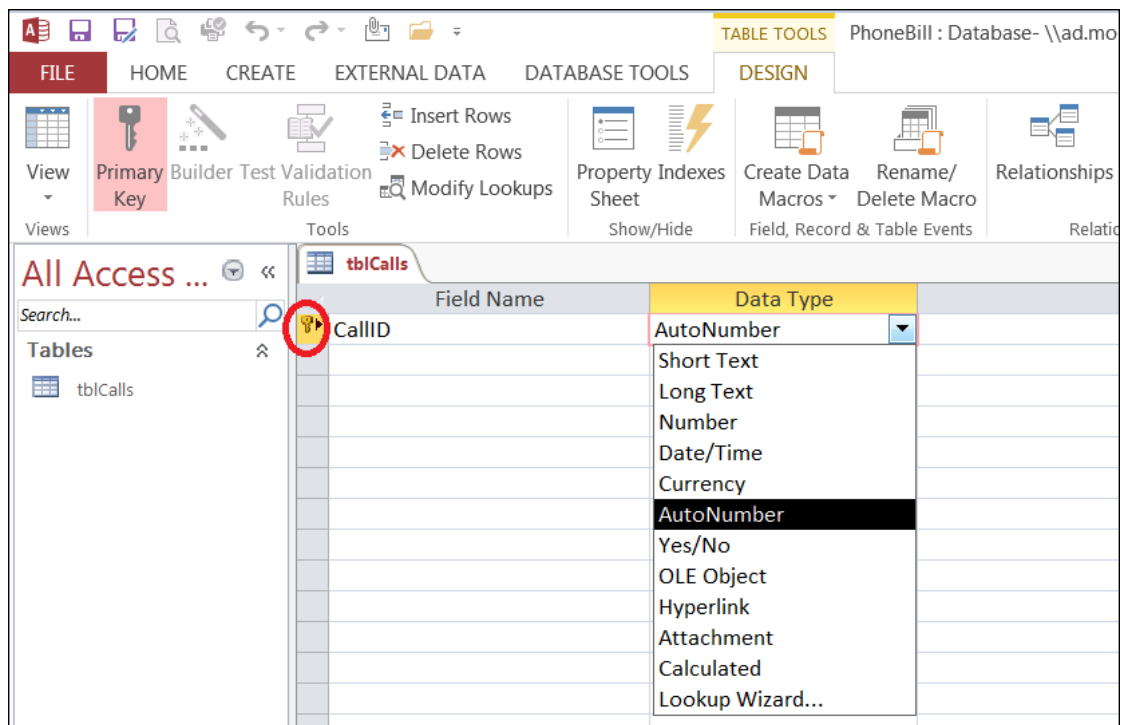 TABLE TOOLS PhoneBill : Database- \\ad.mo
FILE HOME CREATE EXTERNAL DATA DATABASE TOOLS DESIGN
View
Views
Primary
Key
Builder
Test Validation
Rules
Insert Rows
Delete Rows
Modify Lookups
Tools
Property
Sheet
Indexes
Show/Hide
Create Data
Macros
Rename/
Delete Macro
Field, Record & Table Events
Relationships
Relatio
All Access ...
Search...
Tables
tblCalls
tblCalls
Field Name Data Type
CallID AutoNumber
Short Text
Long Text
Number
Date/Time
Currency
AutoNumber
Yes/No
OLE Object
Hyperlink
Attachment
Calculated
Lookup Wizard...